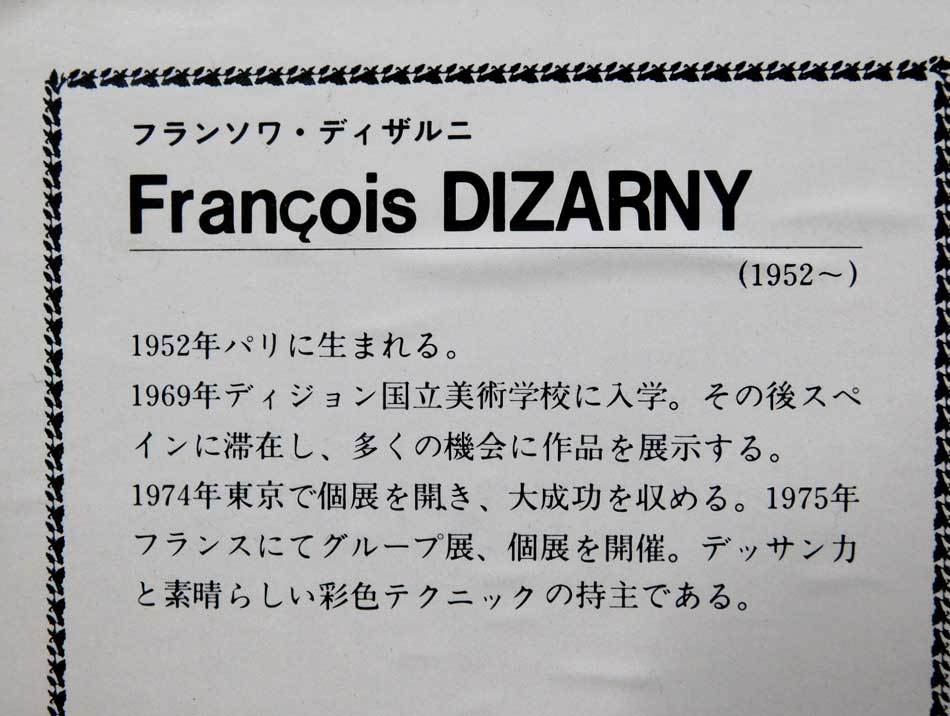 フランソワ・ディザルニ
François DIZARNY
(1952〜)
1952年パリに生まれる。
1969年ディジョン国立美術学校に入学。その後スペ
インに滞在し、多くの機会に作品を展示する。
1974年東京で個展を開き、大成功を収める。1975年
フランスにてグループ展、個展を開催。デッサン力
と素晴らしい彩色テクニックの持主である。